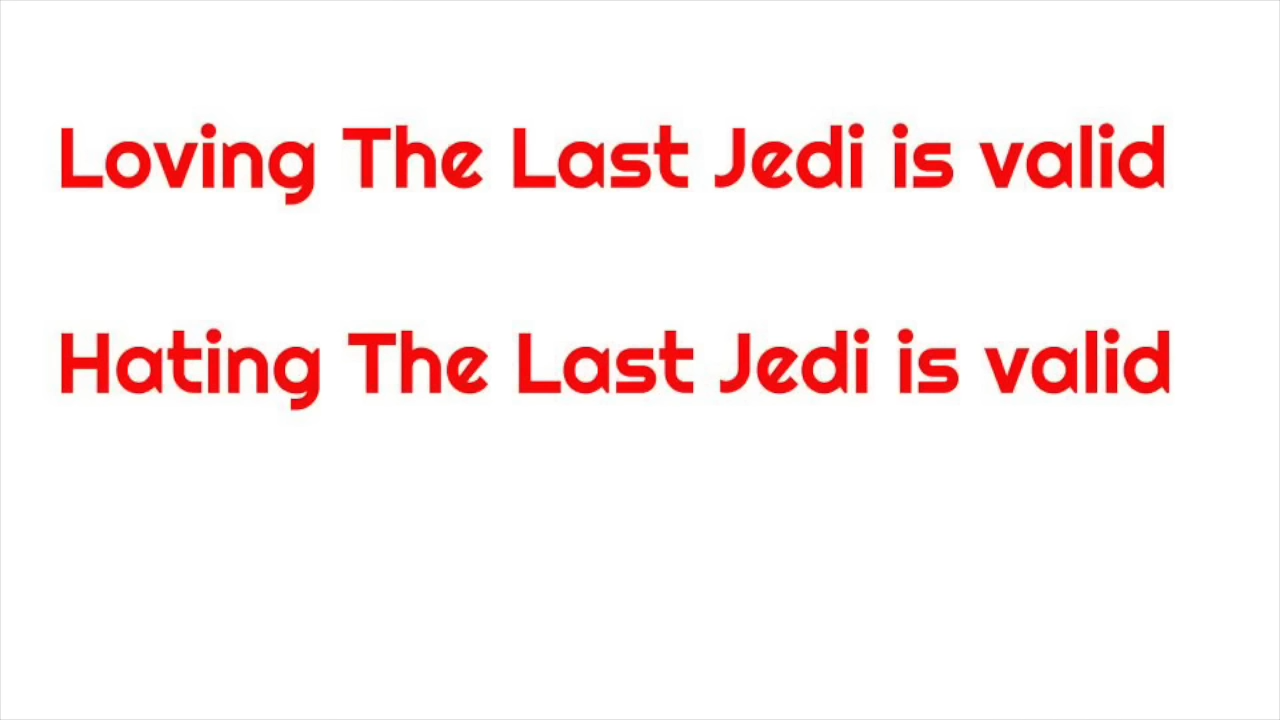 Loving The Last Jedi is valid
Hating The Last Jedi is valid